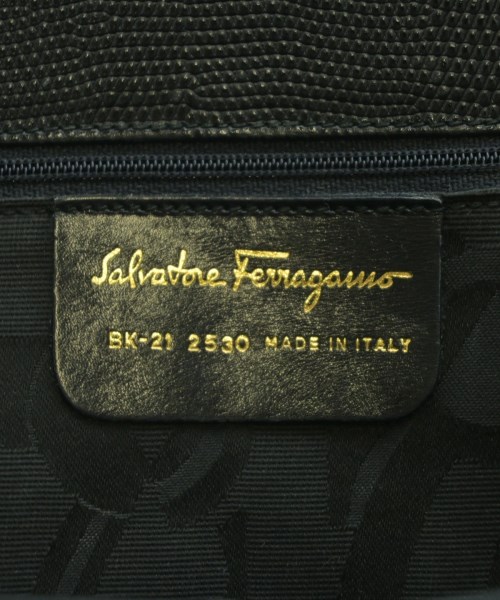 Salvatore Ferragamo
BK-21 2530 MADE IN ITALY